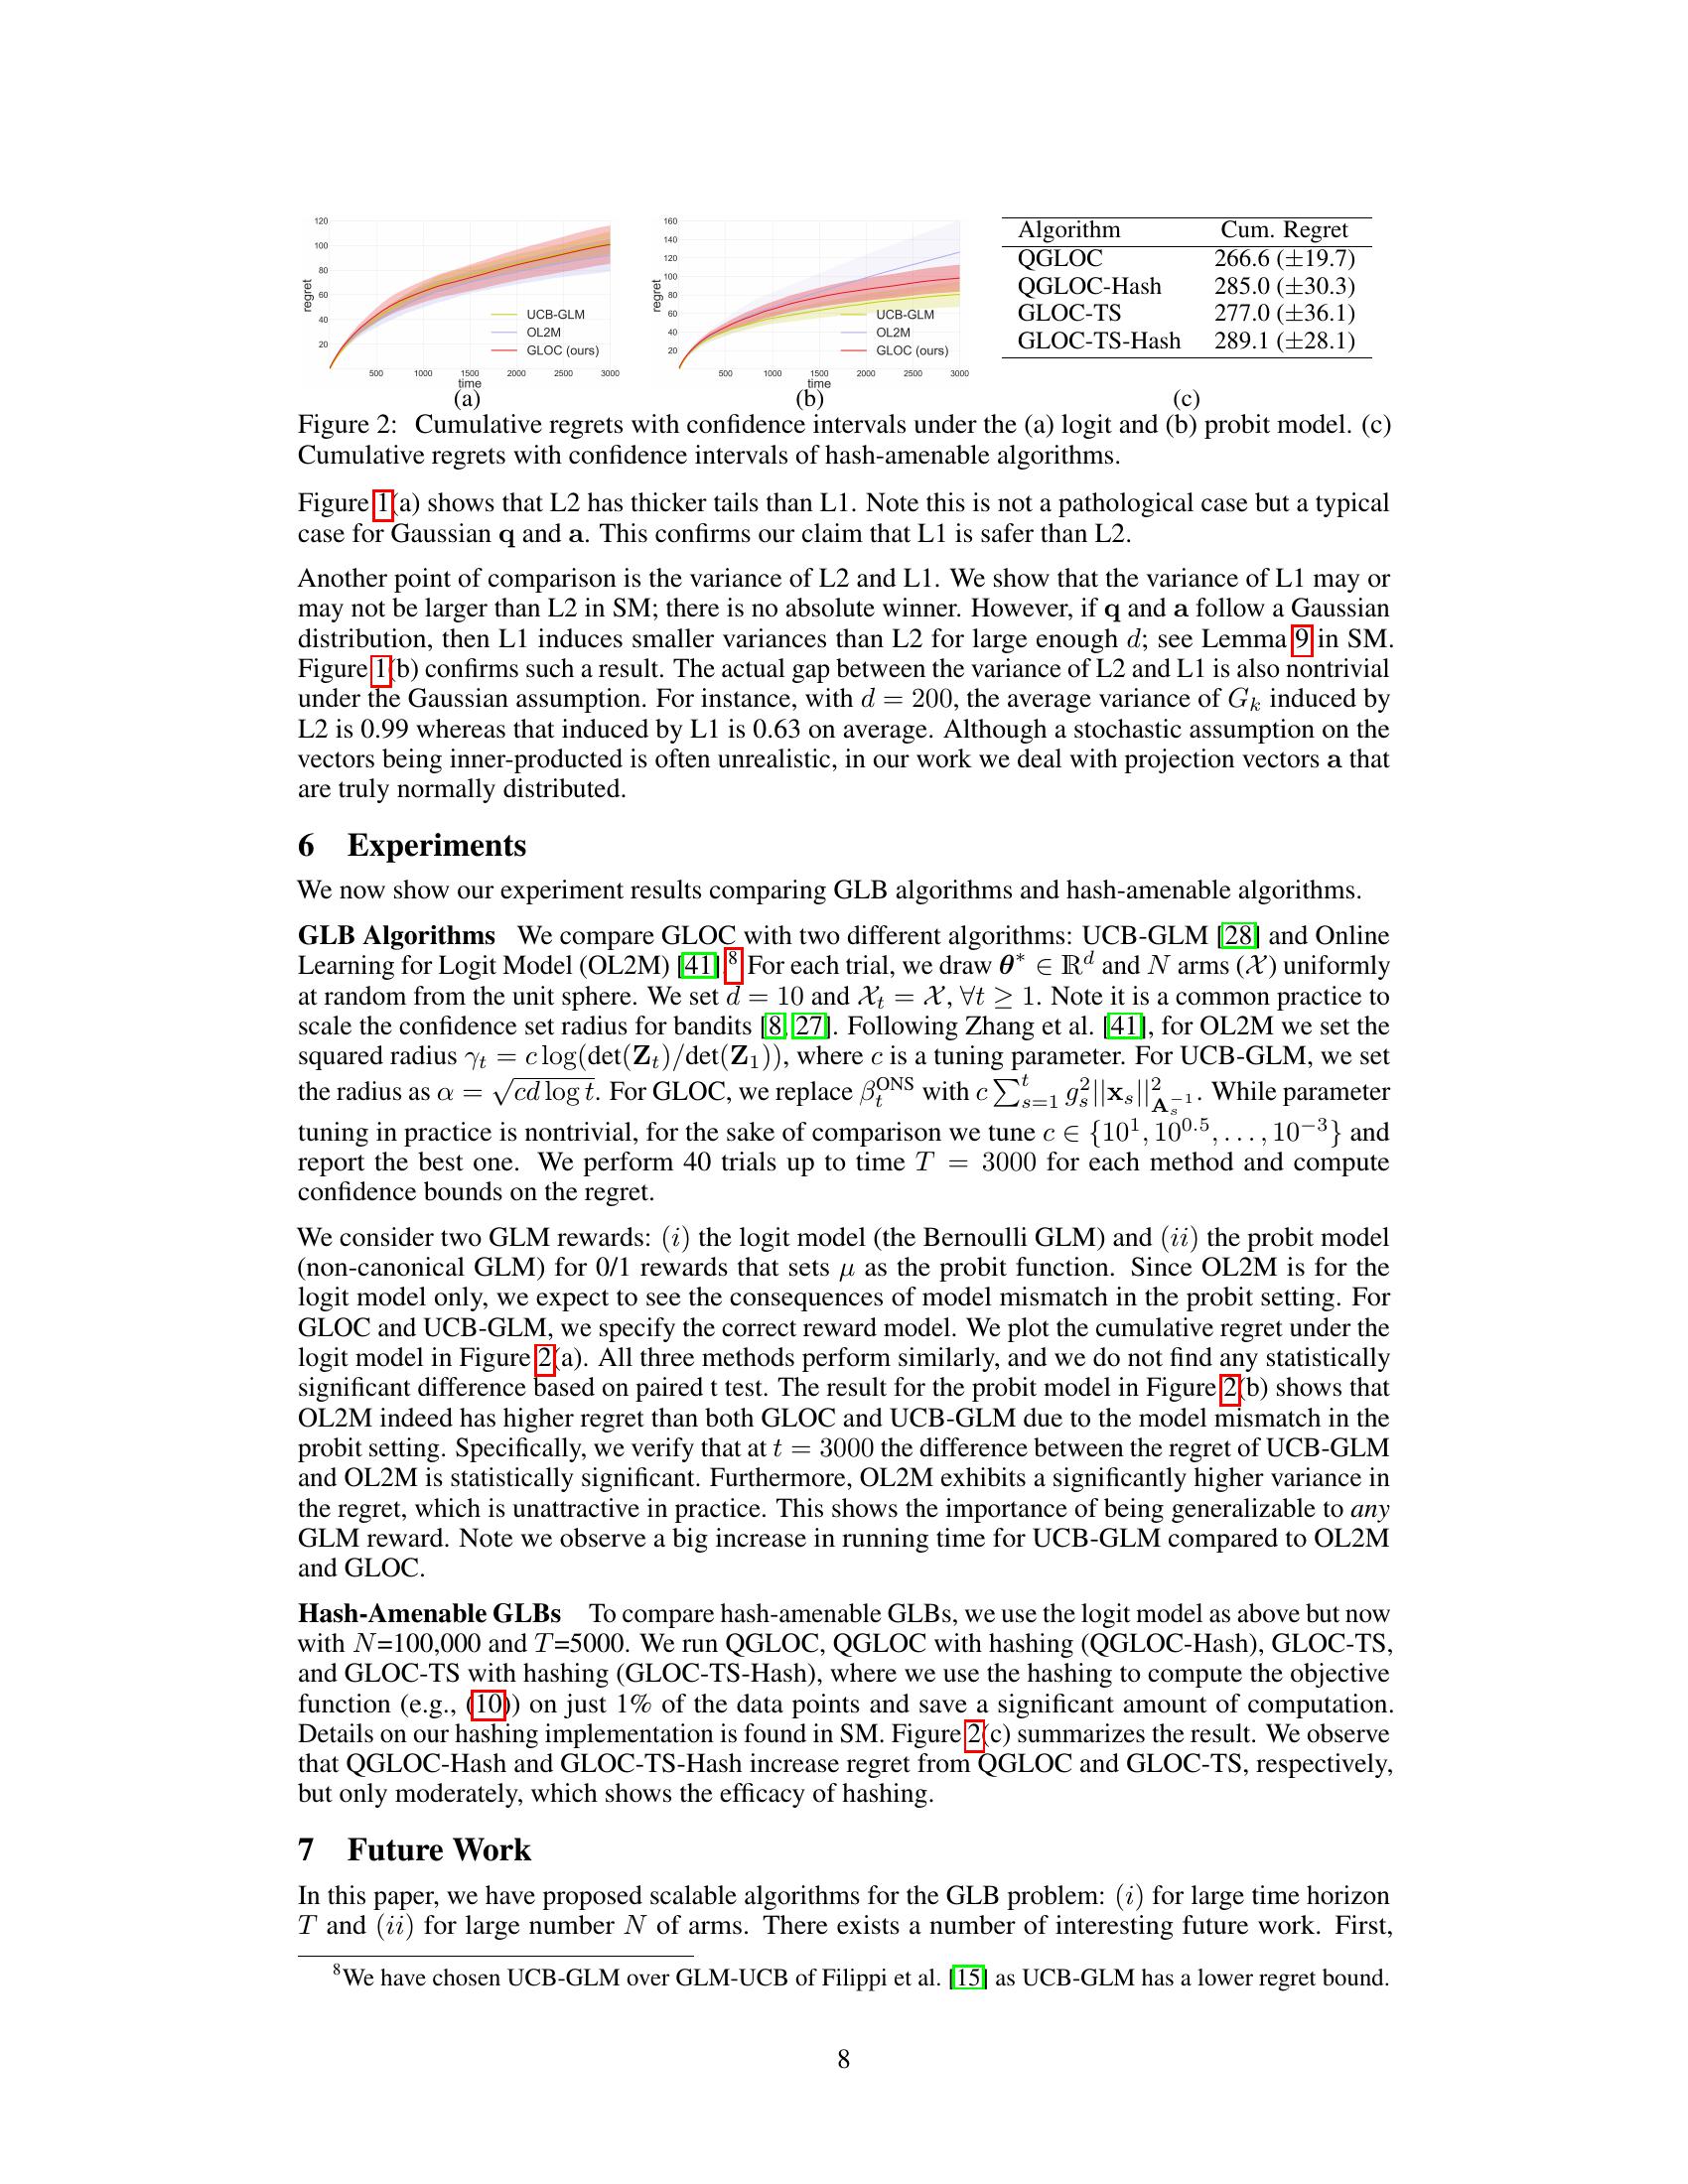 120
100
80
60
40
20
regret
UCB-GLM
OL2M
GLOC (ours)
500 1000 1500 2000 2500 3000
time
(a)
160
140
120
100
80
60
40
20
regret
UCB-GLM
OL2M
GLOC (ours)
500 1000 1500 2000 2500 3000
time
(b)
Algorithm Cum. Regret
QGLOC 266.6 (±19.7)
QGLOC-Hash 285.0 (±30.3)
GLOC-TS 277.0 (±36.1)
GLOC-TS-Hash 289.1 (±28.1)
(c)
Figure 2: Cumulative regrets with confidence intervals under the (a) logit and (b) probit model. (c)
Cumulative regrets with confidence intervals of hash-amenable algorithms.
Figure 1(a) shows that L2 has thicker tails than L1. Note this is not a pathological case but a typical
case for Gaussian q and a. This confirms our claim that L1 is safer than L2.
Another point of comparison is the variance of L2 and L1. We show that the variance of L1 may or
may not be larger than L2 in SM; there is no absolute winner. However, if q and a follow a Gaussian
distribution, then L1 induces smaller variances than L2 for large enough d; see Lemma 9 in SM.
Figure 1(b) confirms such a result. The actual gap between the variance of L2 and L1 is also nontrivial
under the Gaussian assumption. For instance, with d = 200, the average variance of G_k induced by
L2 is 0.99 whereas that induced by L1 is 0.63 on average. Although a stochastic assumption on the
vectors being inner-producted is often unrealistic, in our work we deal with projection vectors a that
are truly normally distributed.
6 Experiments
We now show our experiment results comparing GLB algorithms and hash-amenable algorithms.
GLB Algorithms We compare GLOC with two different algorithms: UCB-GLM [28] and Online
Learning for Logit Model (OL2M) [41].⁸ For each trial, we draw θ* ∈ ℝ^d and N arms (𝒳) uniformly
at random from the unit sphere. We set d = 10 and 𝒳_t = 𝒳, ∀t ≥ 1. Note it is a common practice to
scale the confidence set radius for bandits [8, 27]. Following Zhang et al. [41], for OL2M we set the
squared radius γ_t = c log(det(Z_t)/det(Z_1)), where c is a tuning parameter. For UCB-GLM, we set
the radius as α = √(cd log t). For GLOC, we replace β_t^ONS with c ∑_{s=1}^t g_s^2||x_s||^2_{A_s^{-1}}. While parameter
tuning in practice is nontrivial, for the sake of comparison we tune c ∈ {10^1, 10^0.5, . . . , 10^−3} and
report the best one. We perform 40 trials up to time T = 3000 for each method and compute
confidence bounds on the regret.
We consider two GLM rewards: (i) the logit model (the Bernoulli GLM) and (ii) the probit model
(non-canonical GLM) for 0/1 rewards that sets μ as the probit function. Since OL2M is for the
logit model only, we expect to see the consequences of model mismatch in the probit setting. For
GLOC and UCB-GLM, we specify the correct reward model. We plot the cumulative regret under the
logit model in Figure 2(a). All three methods perform similarly, and we do not find any statistically
significant difference based on paired t test. The result for the probit model in Figure 2(b) shows that
OL2M indeed has higher regret than both GLOC and UCB-GLM due to the model mismatch in the
probit setting. Specifically, we verify that at t = 3000 the difference between the regret of UCB-GLM
and OL2M is statistically significant. Furthermore, OL2M exhibits a significantly higher variance in
the regret, which is unattractive in practice. This shows the importance of being generalizable to any
GLM reward. Note we observe a big increase in running time for UCB-GLM compared to OL2M
and GLOC.
Hash-Amenable GLBs To compare hash-amenable GLBs, we use the logit model as above but now
with N=100,000 and T=5000. We run QGLOC, QGLOC with hashing (QGLOC-Hash), GLOC-TS,
and GLOC-TS with hashing (GLOC-TS-Hash), where we use the hashing to compute the objective
function (e.g., (10)) on just 1% of the data points and save a significant amount of computation.
Details on our hashing implementation is found in SM. Figure 2(c) summarizes the result. We observe
that QGLOC-Hash and GLOC-TS-Hash increase regret from QGLOC and GLOC-TS, respectively,
but only moderately, which shows the efficacy of hashing.
7 Future Work
In this paper, we have proposed scalable algorithms for the GLB problem: (i) for large time horizon
T and (ii) for large number N of arms. There exists a number of interesting future work. First,
⁸We have chosen UCB-GLM over GLM-UCB of Filippi et al. [15] as UCB-GLM has a lower regret bound.
8